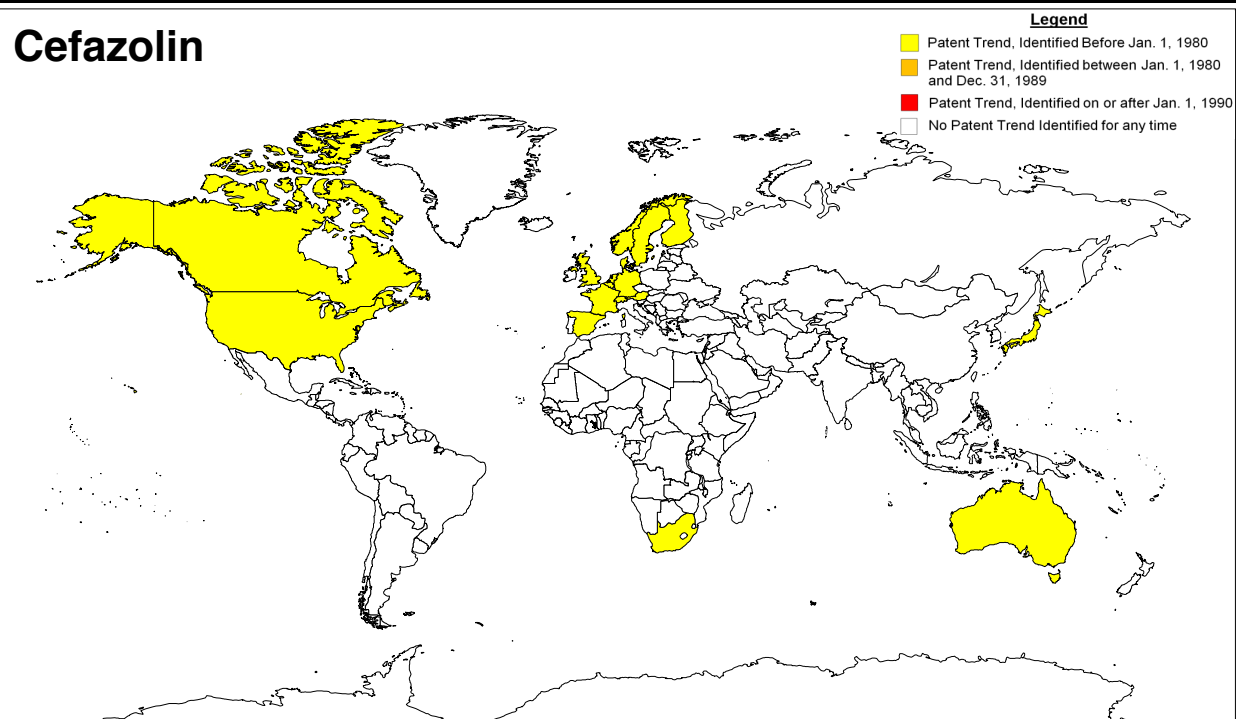 Cefazolin
Legend
Patent Trend, Identified Before Jan. 1, 1980
Patent Trend, Identified between Jan. 1, 1980
and Dec. 31, 1989
Patent Trend, Identified on or after Jan. 1, 1990
No Patent Trend Identified for any time